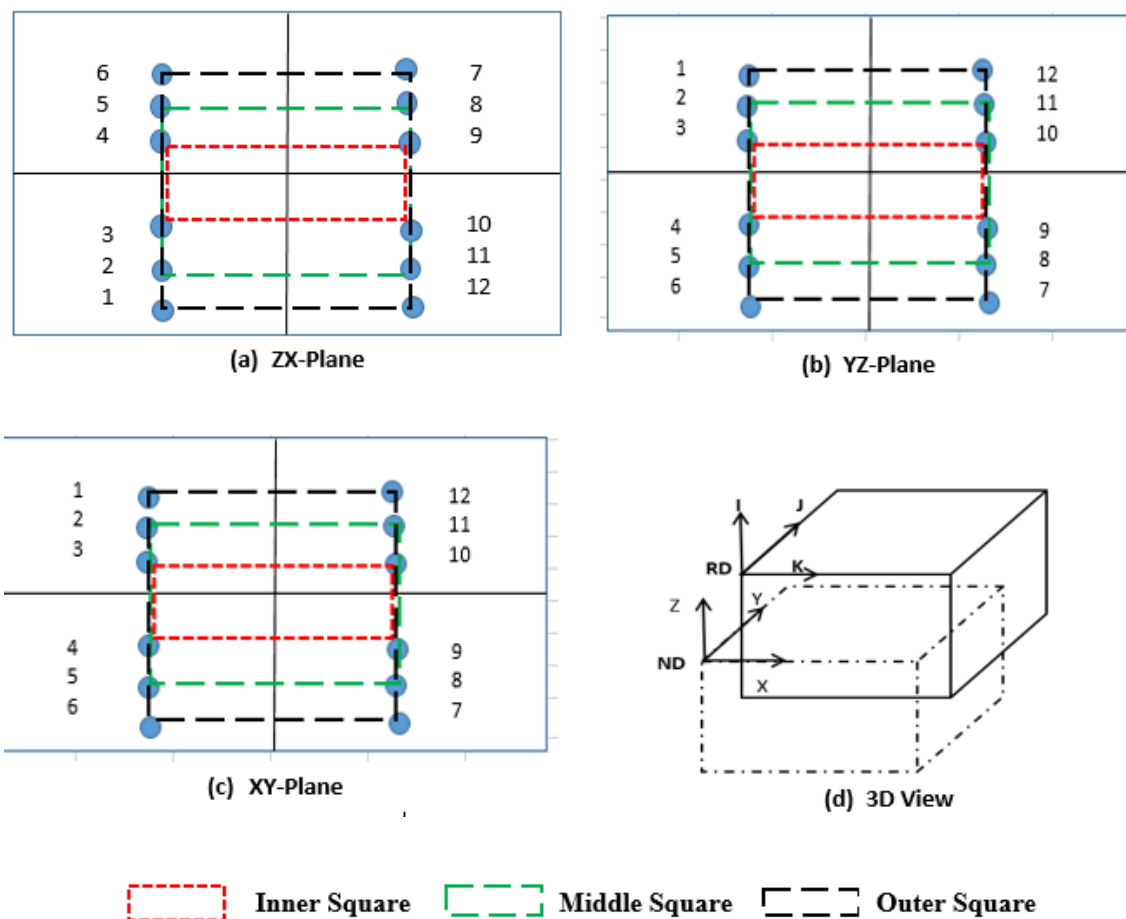 6 7
5 8
4 9
3 10
2 11
1 12
(a) ZX-Plane
1 12
2 11
3 10
4 9
5 8
6 7
(b) YZ-Plane
1 12
2 11
3 10
4 9
5 8
6 7
(c) XY-Plane
I J
RD K
Z Y
ND X
(d) 3D View
Inner Square Middle Square Outer Square